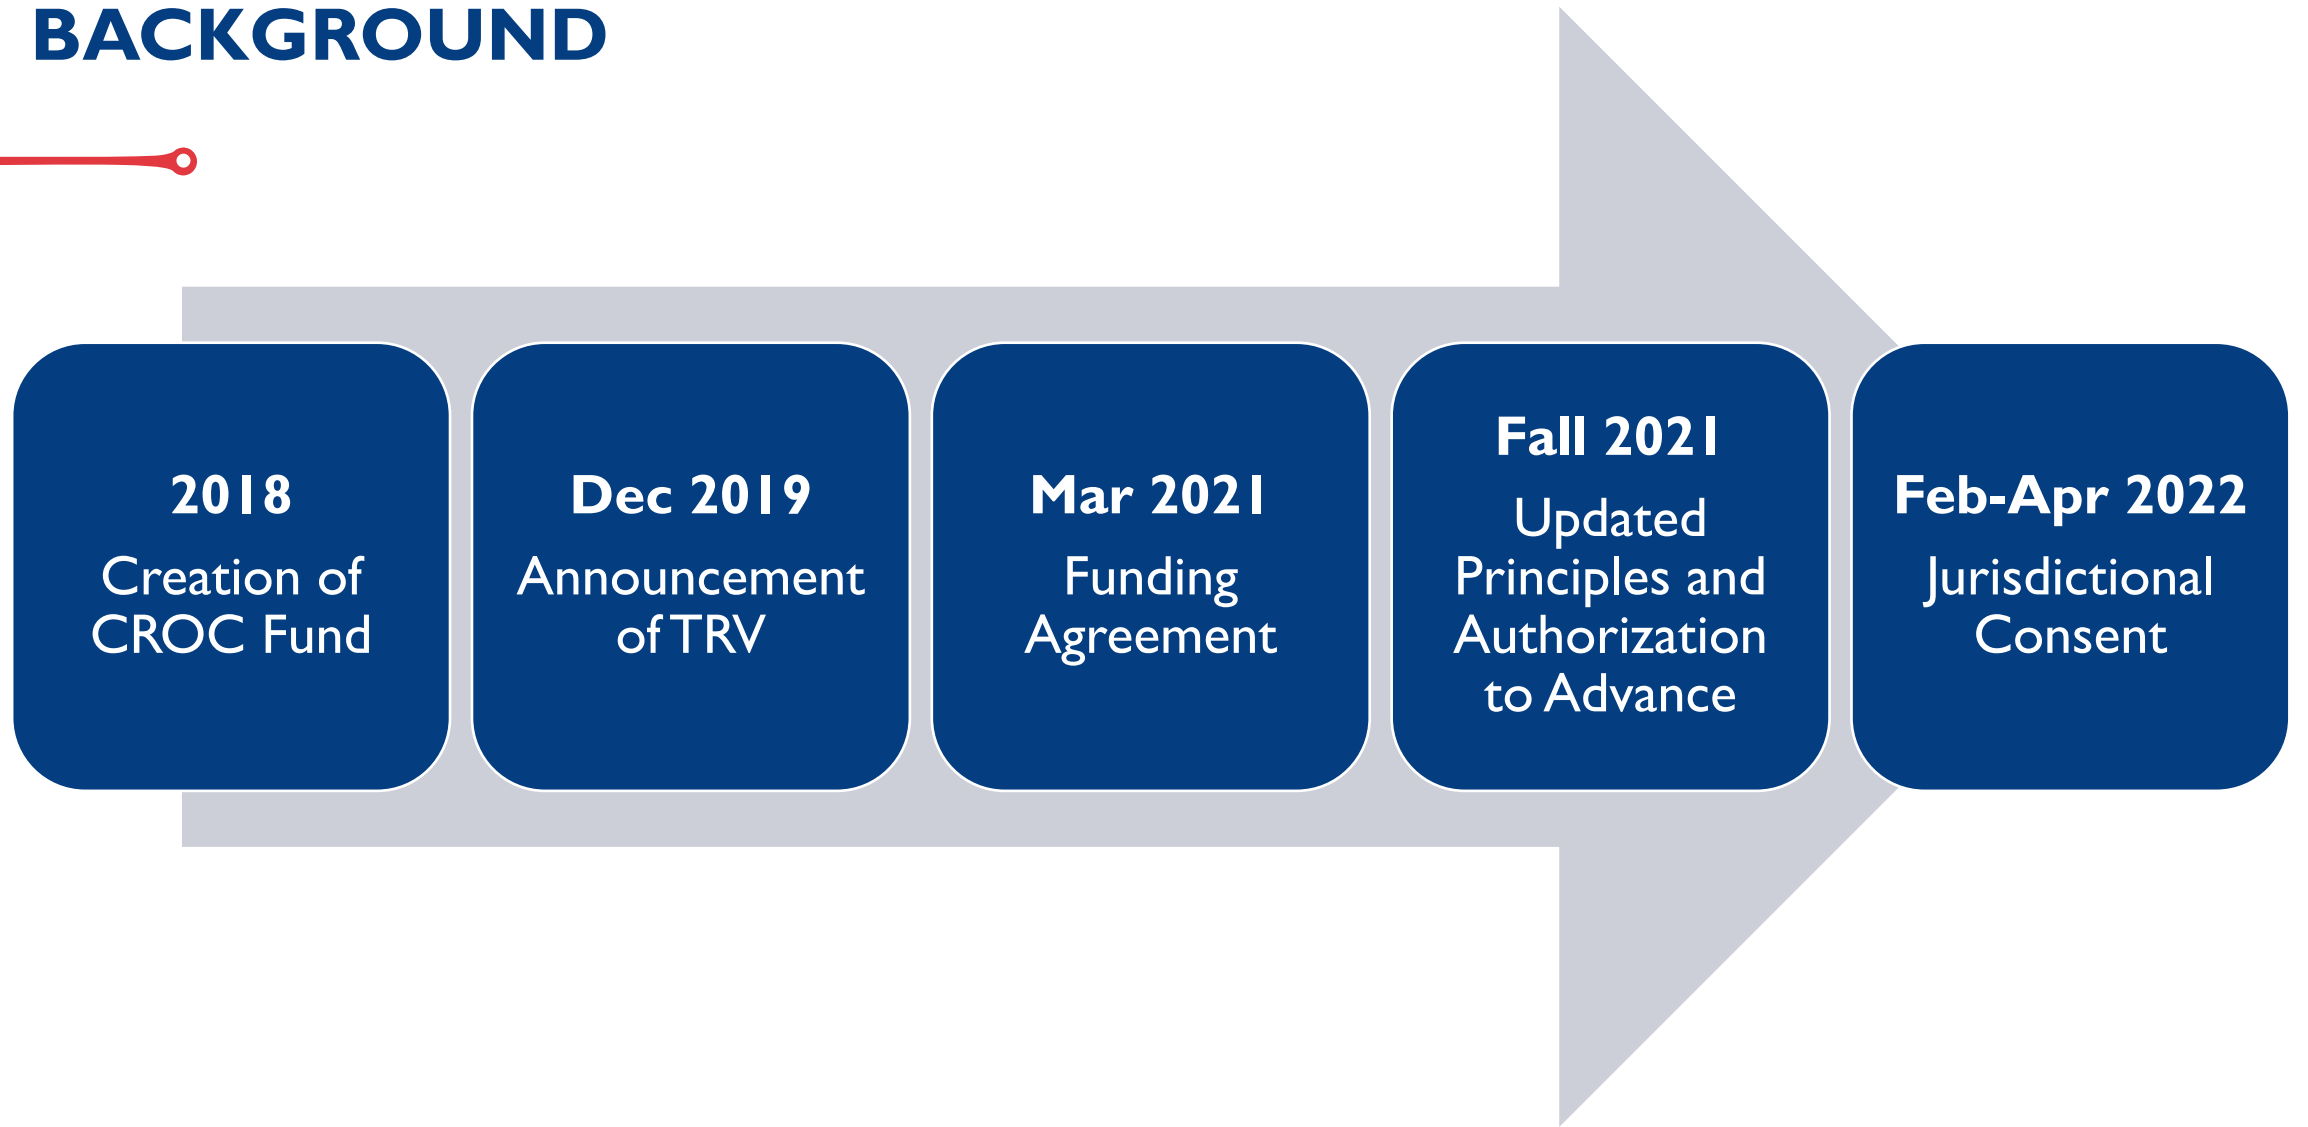 BACKGROUND
2018
Creation of
CROC Fund
Dec 2019
Announcement
of TRV
Mar 2021
Funding
Agreement
Fall 2021
Updated
Principles and
Authorization
to Advance
Feb-Apr 2022
Jurisdictional
Consent